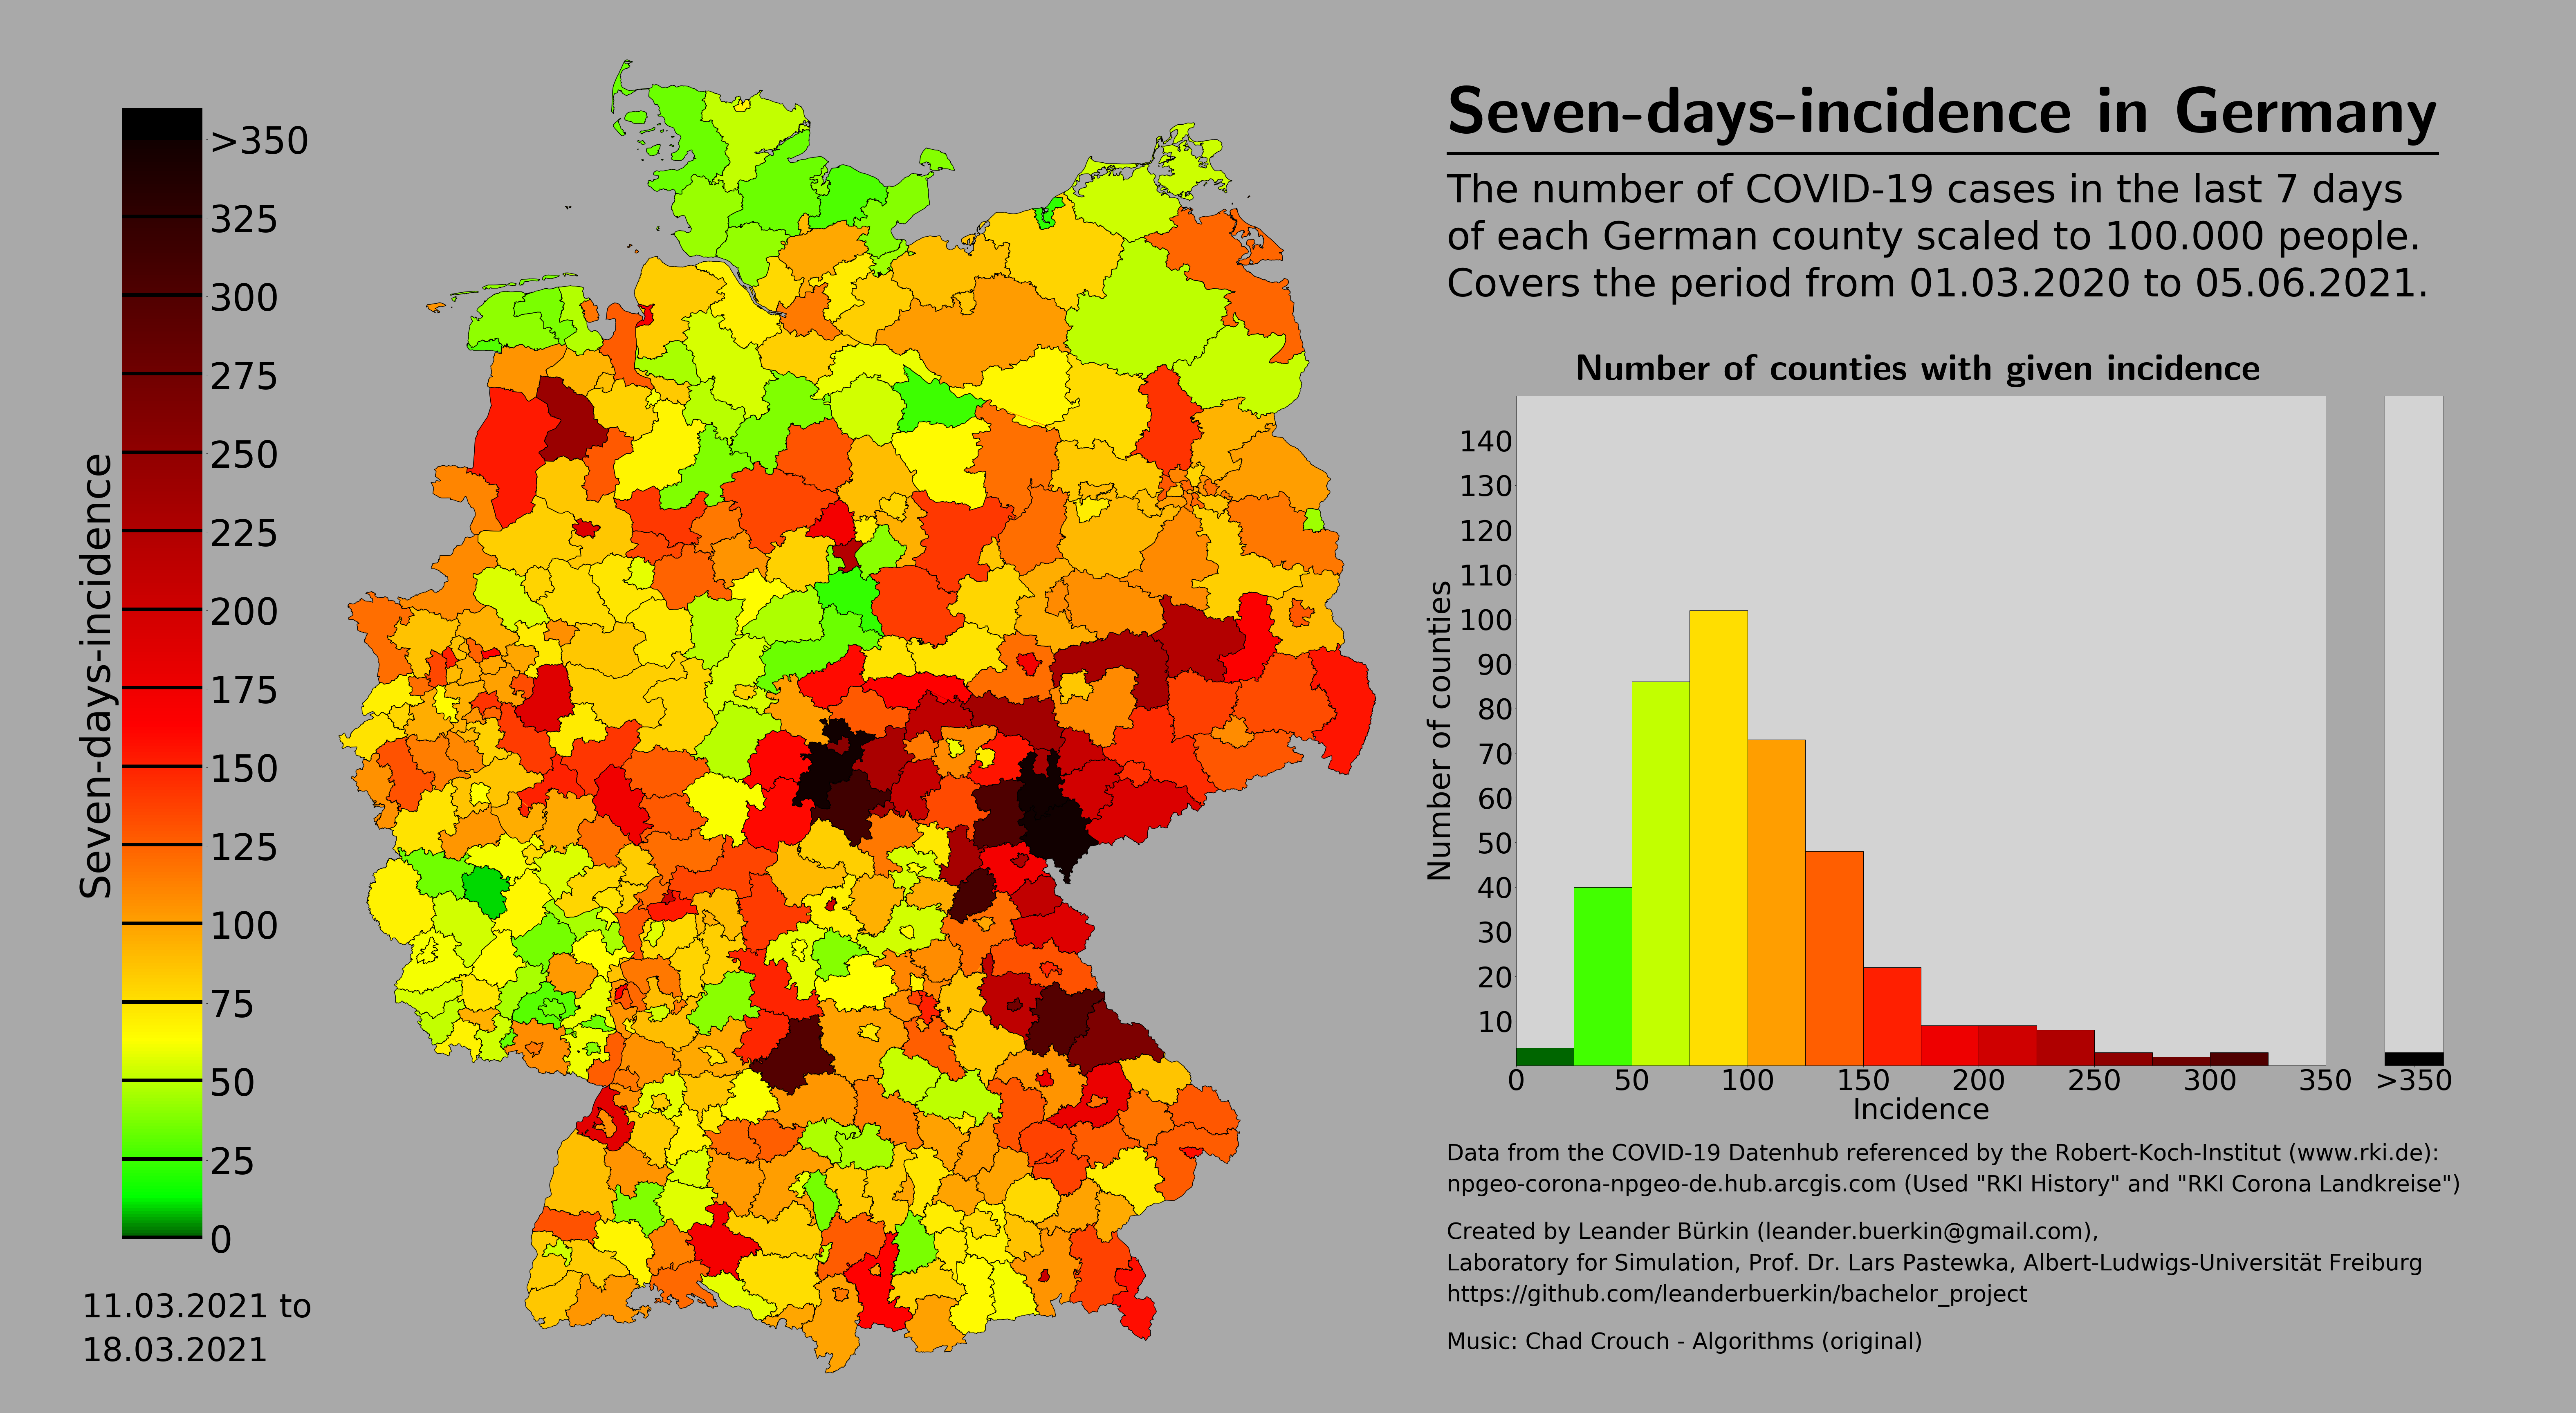 Seven-days-incidence in Germany
The number of COVID-19 cases in the last 7 days
of each German county scaled to 100.000 people.
Covers the period from 01.03.2020 to 05.06.2021.
Seven-days-incidence
>350
325
300
275
250
225
200
175
150
125
100
75
50
25
0
11.03.2021 to
18.03.2021
Number of counties with given incidence
Number of counties
140
130
120
110
100
90
80
70
60
50
40
30
20
10
0 50 100 150 200 250 300 350 >350
Incidence
Data from the COVID-19 Datenhub referenced by the Robert-Koch-Institut (www.rki.de):
npgeo-corona-npgeo-de.hub.arcgis.com (Used "RKI History" and "RKI Corona Landkreise")
Created by Leander Bürkin (leander.buerkin@gmail.com),
Laboratory for Simulation, Prof. Dr. Lars Pastewka, Albert-Ludwigs-Universität Freiburg
https://github.com/leanderbuerkin/bachelor_project
Music: Chad Crouch - Algorithms (original)